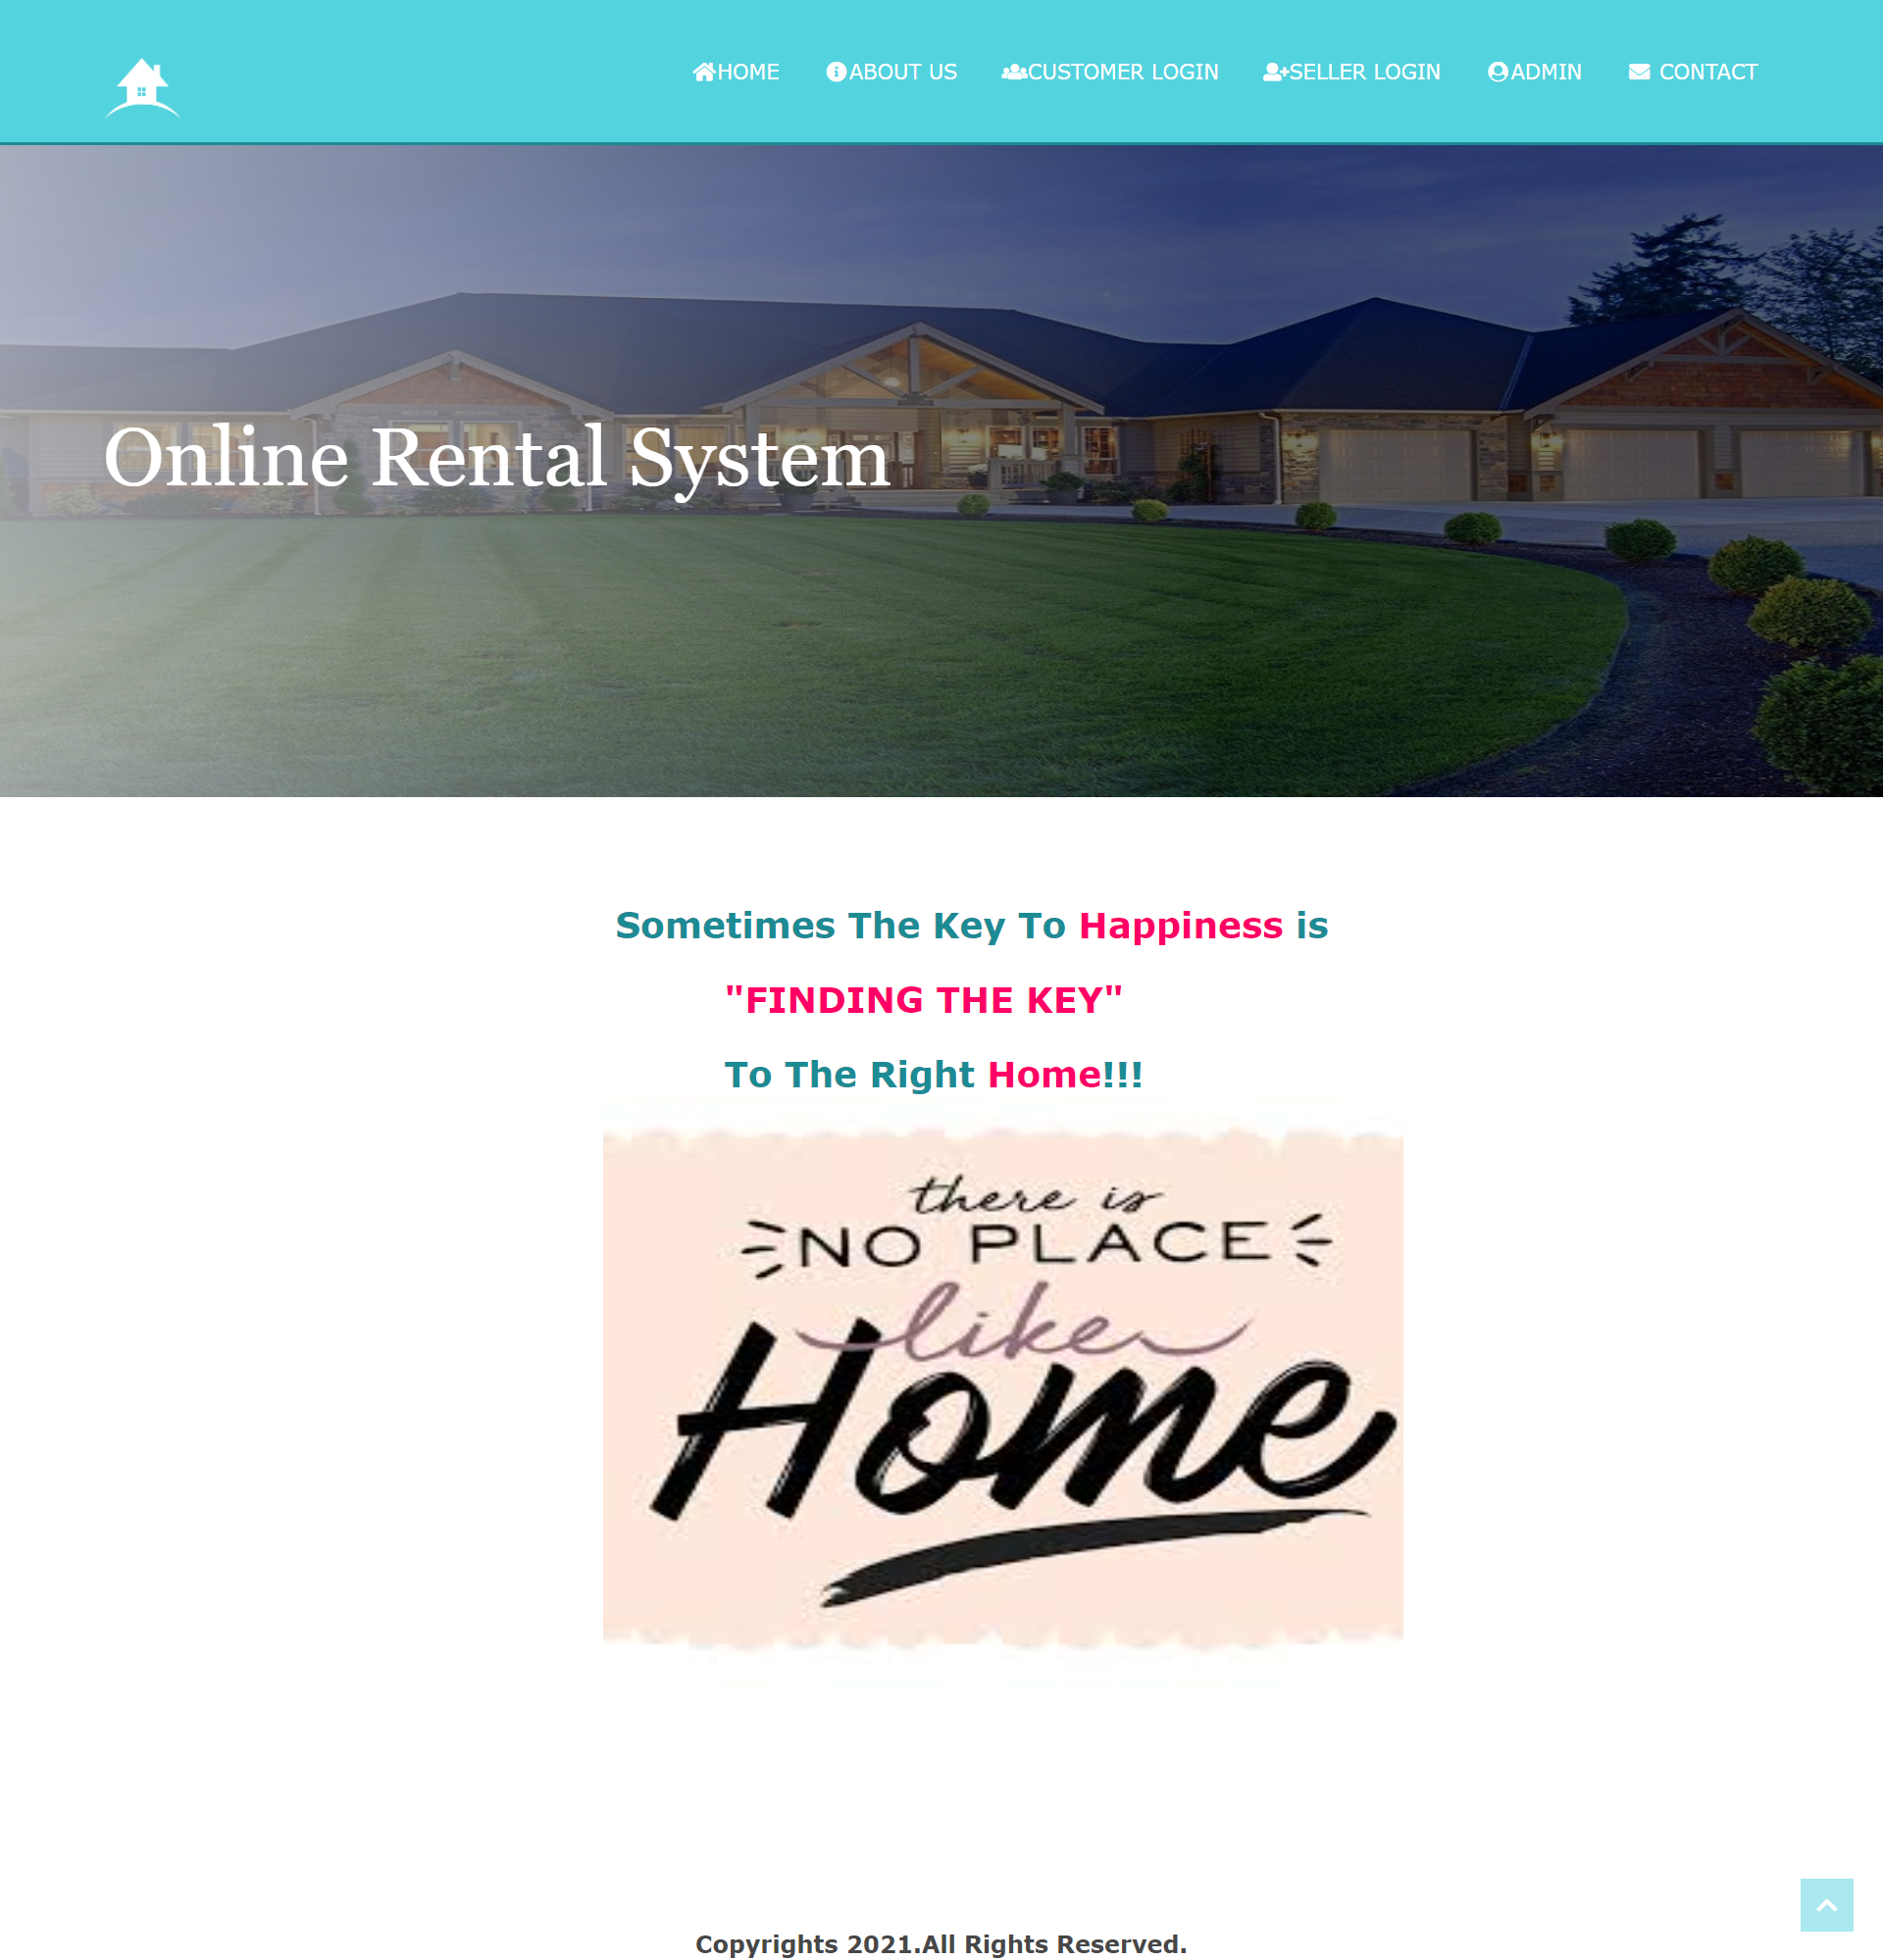 HOME ABOUT US CUSTOMER LOGIN SELLER LOGIN ADMIN CONTACT
Online Rental System
Sometimes The Key To Happiness is
"FINDING THE KEY"
To The Right Home!!!
there is
NO PLACE
like
Home
Copyrights 2021.All Rights Reserved.